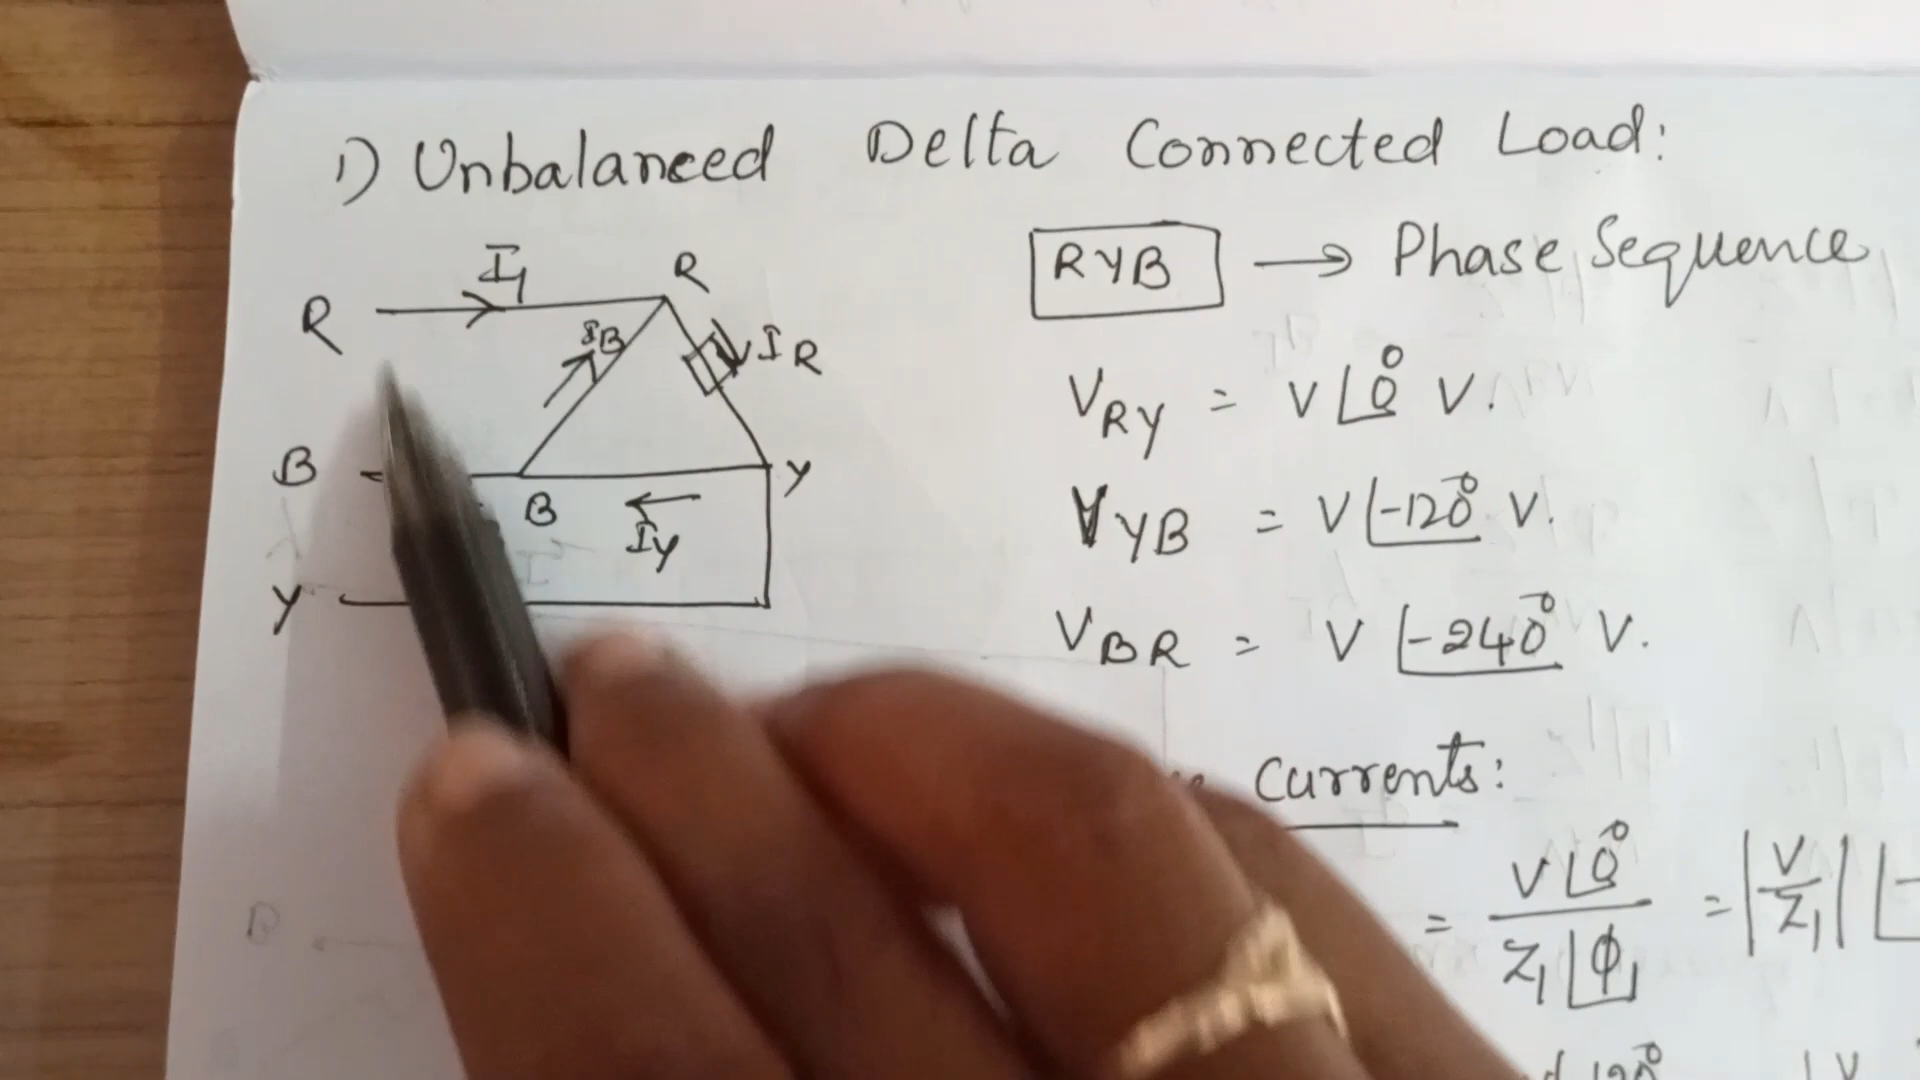 1) Unbalanced Delta Connected Load:
RYB → Phase Sequence
I1
R
R
IB
IR
B
B
Y
IY
Y
VRY = V∠0° V.
VYB = V∠-120° V.
VBR = V∠-240° V.
Currents:
= V∠0° / Z1∠φ1 = |V/Z1| ∠-